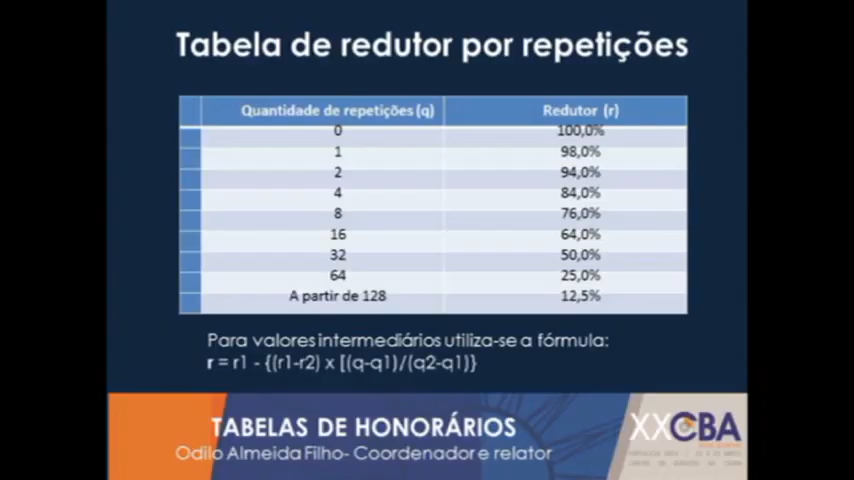 Tabela de redutor por repetições
Quantidade de repetições (q) Redutor (r)
0 100,0%
1 98,0%
2 94,0%
4 84,0%
8 76,0%
16 64,0%
32 50,0%
64 25,0%
A partir de 128 12,5%
Para valores intermediários utiliza-se a fórmula:
r = r1 - {(r1-r2) x [(q-q1)/(q2-q1)}
TABELAS DE HONORÁRIOS
Odilo Almeida Filho- Coordenador e relator
XXCBA